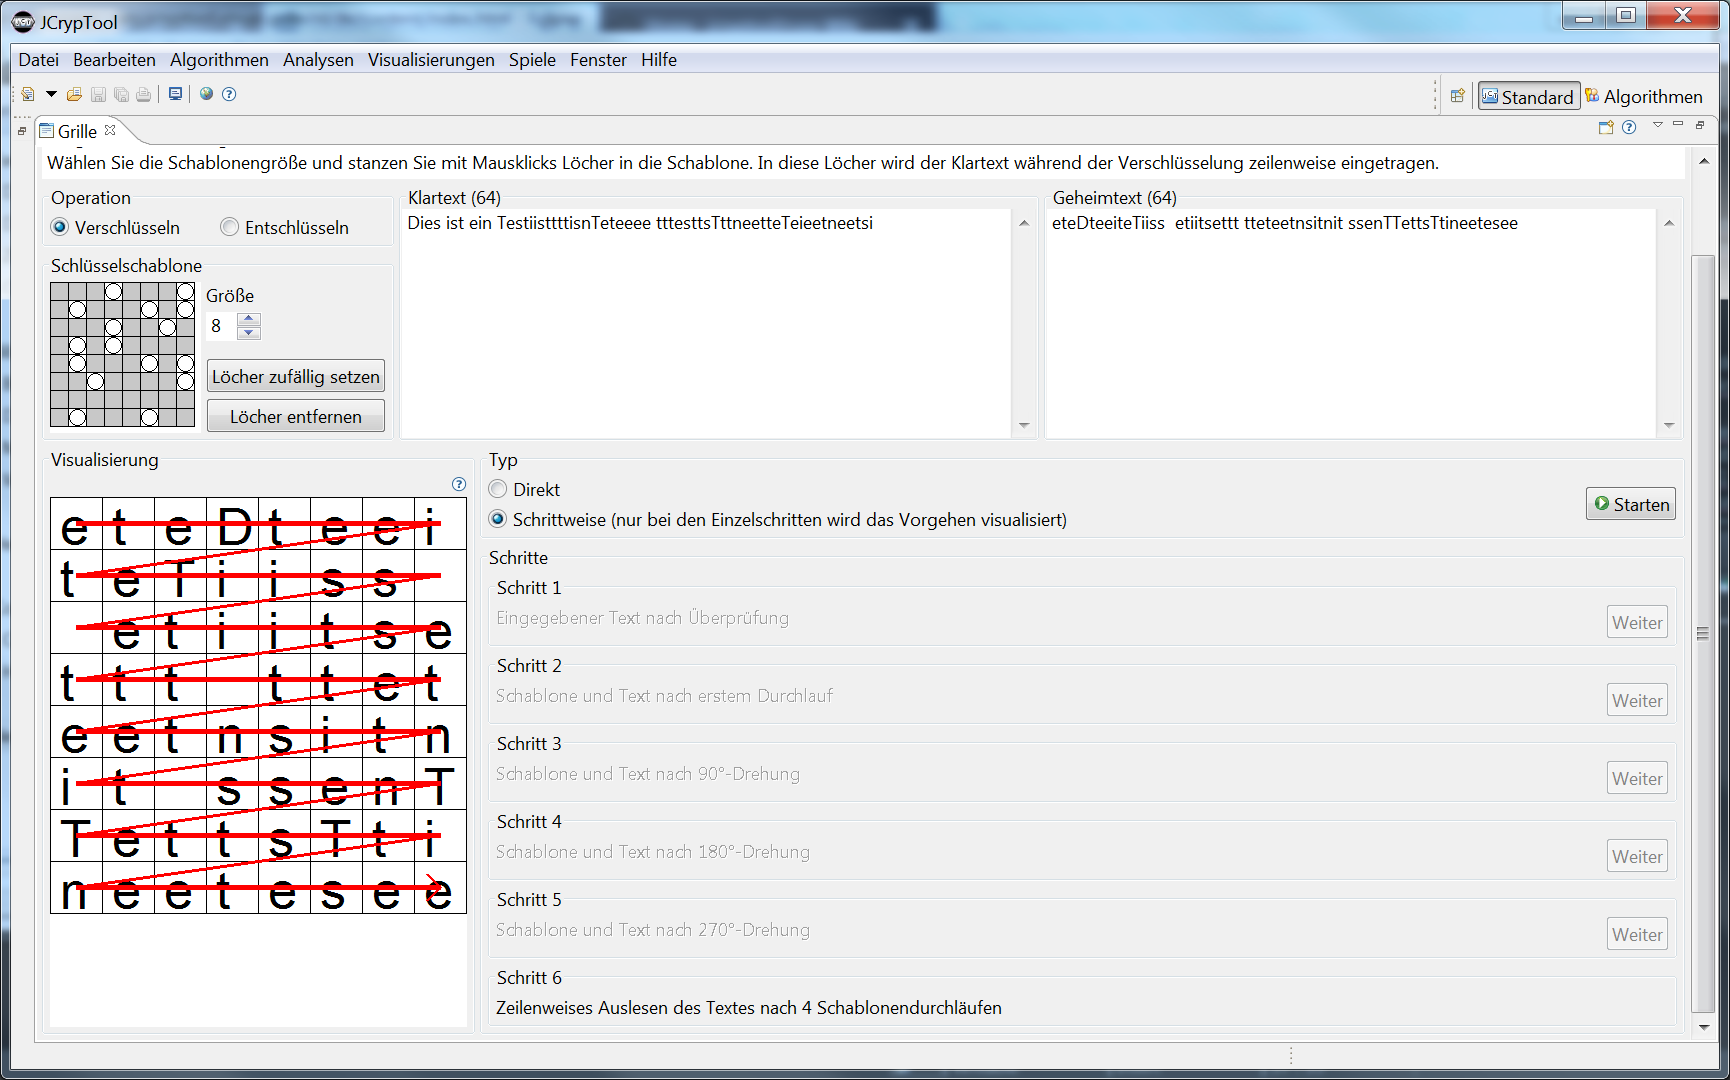 JCrypTool
Datei Bearbeiten Algorithmen Analysen Visualisierungen Spiele Fenster Hilfe
Standard Algorithmen
Grille
Wählen Sie die Schablonengröße und stanzen Sie mit Mausklicks Löcher in die Schablone. In diese Löcher wird der Klartext während der Verschlüsselung zeilenweise eingetragen.
Operation
Verschlüsseln Entschlüsseln
Schlüsselschablone
Größe
8
Löcher zufällig setzen
Löcher entfernen
Klartext (64)
Dies ist ein TestiisttttisnTeteeee tttesttsTttneetteTeieetneetsi
Geheimtext (64)
eteDteeiteTiiss  etiitsettt tteteetnsitnit ssenTTettsTtineetesee
Visualisierung
e t e D t e e i
t e T i i s s
e t i i t s e
t t t t t e t
e e t n s i t n
i t s s e n T
T e t t s T t i
n e e t e s e e
Typ
Direkt
Schrittweise (nur bei den Einzelschritten wird das Vorgehen visualisiert)
Starten
Schritte
Schritt 1
Eingegebener Text nach Überprüfung
Weiter
Schritt 2
Schablone und Text nach erstem Durchlauf
Weiter
Schritt 3
Schablone und Text nach 90°-Drehung
Weiter
Schritt 4
Schablone und Text nach 180°-Drehung
Weiter
Schritt 5
Schablone und Text nach 270°-Drehung
Weiter
Schritt 6
Zeilenweises Auslesen des Textes nach 4 Schablonendurchläufen